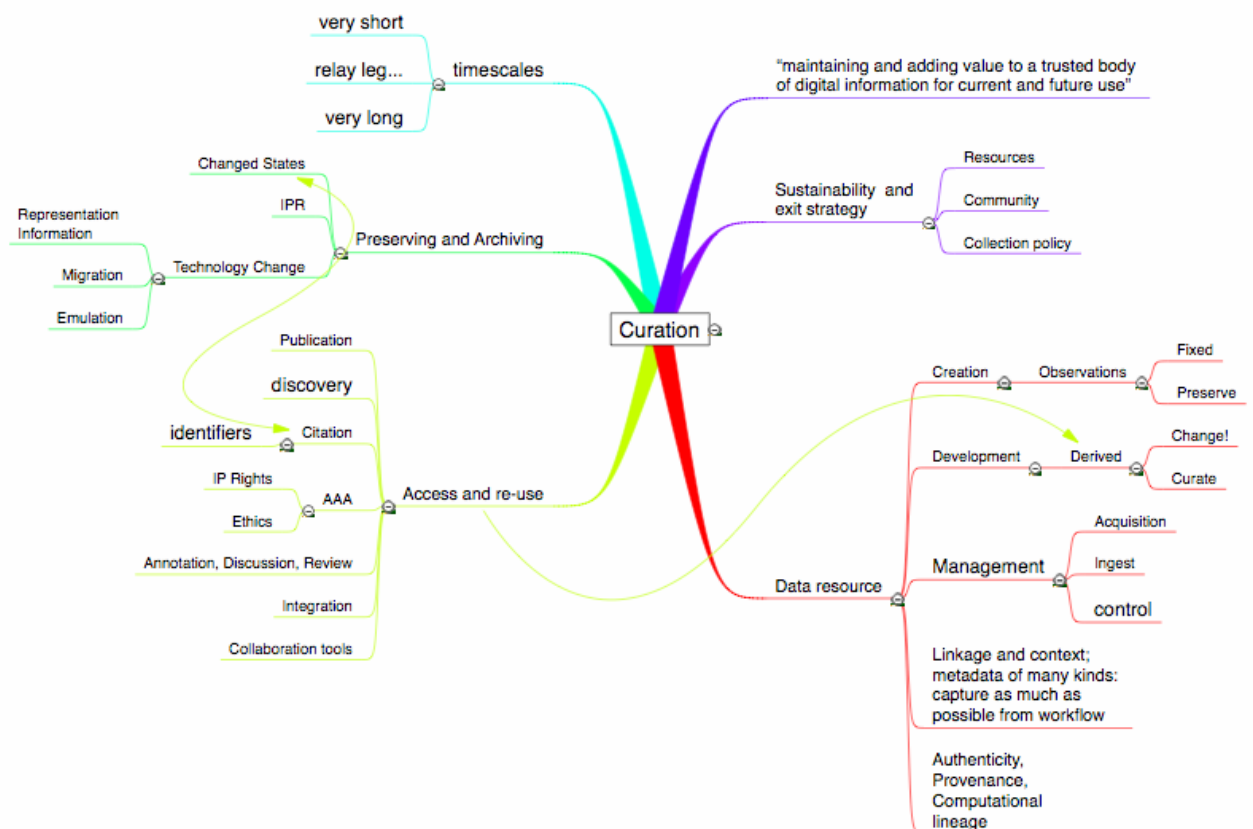 very short
relay leg...
very long
timescales
"maintaining and adding value to a trusted body
of digital information for current and future use"
Changed States
IPR
Representation
Information
Migration
Emulation
Technology Change
Preserving and Archiving
Sustainability and
exit strategy
Resources
Community
Collection policy
Curation
Publication
discovery
identifiers
Citation
IP Rights
Ethics
AAA
Access and re-use
Annotation, Discussion, Review
Integration
Collaboration tools
Data resource
Creation
Observations
Fixed
Preserve
Development
Derived
Change!
Curate
Management
Acquisition
Ingest
control
Linkage and context;
metadata of many kinds:
capture as much as
possible from workflow
Authenticity,
Provenance,
Computational
lineage